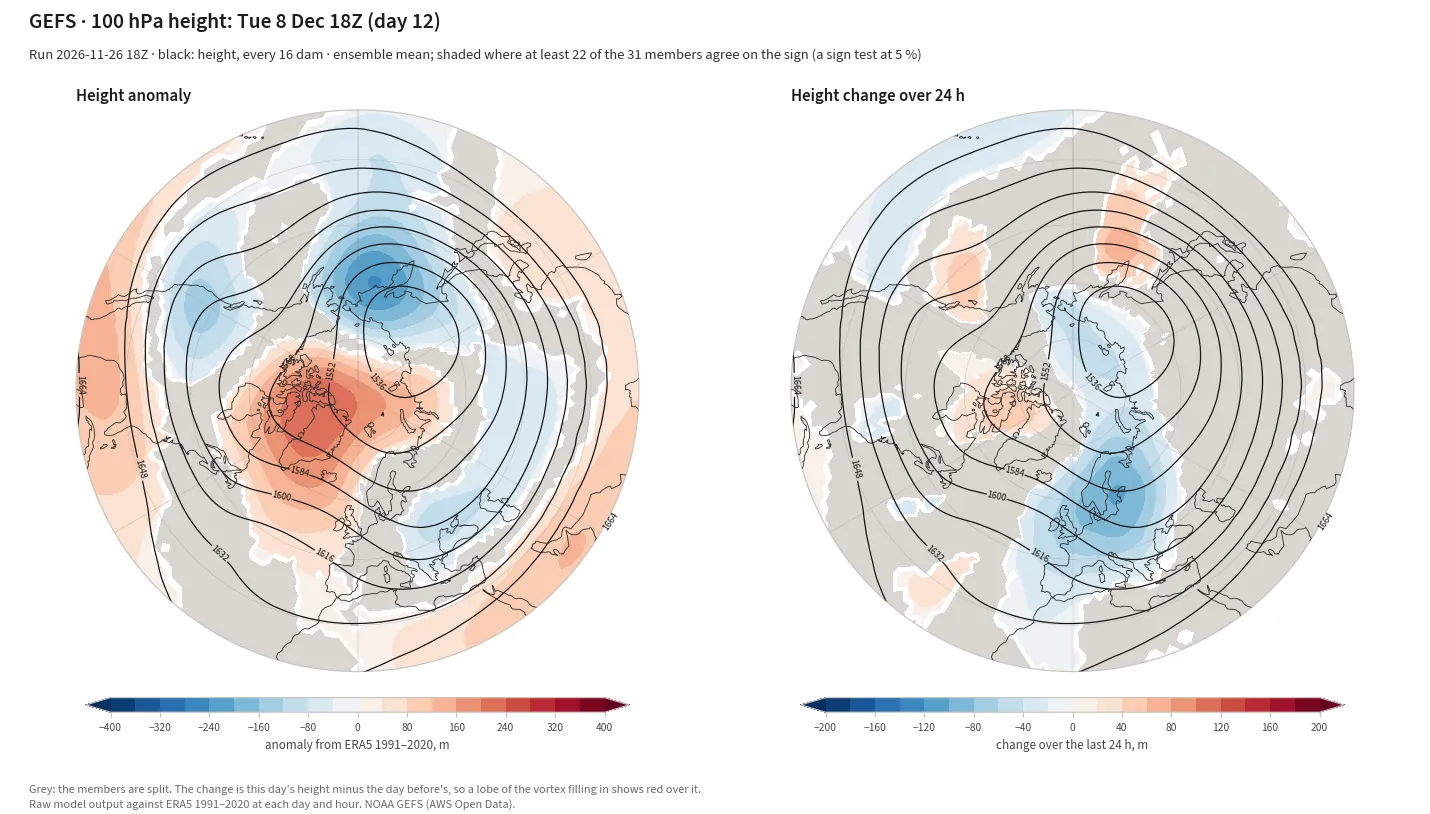 GEFS · 100 hPa height: Tue 8 Dec 18Z (day 12)
Run 2026-11-26 18Z · black: height, every 16 dam · ensemble mean; shaded where at least 22 of the 31 members agree on the sign (a sign test at 5 %)
Height anomaly
Height change over 24 h
1552
1536
1584
1600
1616
1632
1648
1664
1664
1552
1536
1584
1600
1616
1632
1648
1664
1664
−400 −320 −240 −160 −80 0 80 160 240 320 400
anomaly from ERA5 1991–2020, m
−200 −160 −120 −80 −40 0 40 80 120 160 200
change over the last 24 h, m
Grey: the members are split. The change is this day's height minus the day before's, so a lobe of the vortex filling in shows red over it.
Raw model output against ERA5 1991–2020 at each day and hour. NOAA GEFS (AWS Open Data).